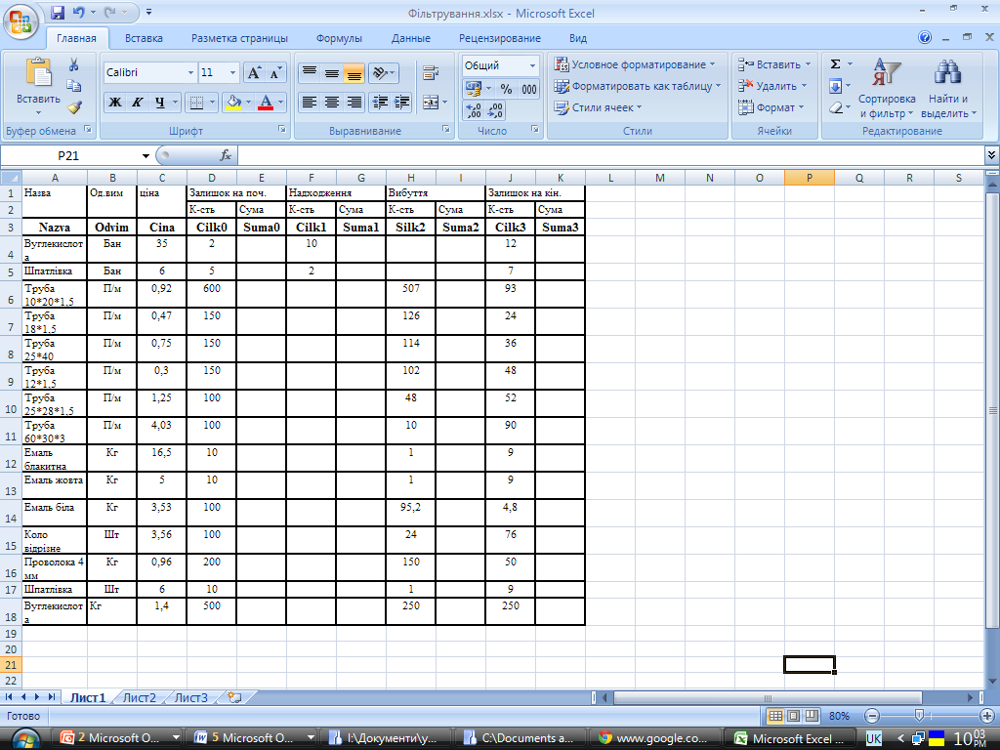 Фільтрування.xlsx - Microsoft Excel
Главная Вставка Разметка страницы Формулы Данные Рецензирование Вид
Вставить
Буфер обмена
Calibri 11
Ж К Ч
Шрифт
Выравнивание
Общий
% 000
Число
Условное форматирование
Форматировать как таблицу
Стили ячеек
Стили
Вставить
Удалить
Формат
Ячейки
Σ
Сортировка и фильтр
Найти и выделить
Редактирование
P21 fx
A B C D E F G H I J K L M N O P Q R S
1 Назва Од.вим ціна Залишок на поч. Надходження Вибуття Залишок на кін.
2 К-сть Сума К-сть Сума К-сть Сума К-сть Сума
3 Nazva Odvim Cina Cilk0 Suma0 Cilk1 Suma1 Silk2 Suma2 Cilk3 Suma3
4 Вуглекислота Бан 35 2 10 12
5 Шпатлівка Бан 6 5 2 7
6 Труба 10*20*1.5 П/м 0,92 600 507 93
7 Труба 18*1.5 П/м 0,47 150 126 24
8 Труба 25*40 П/м 0,75 150 114 36
9 Труба 12*1.5 П/м 0,3 150 102 48
10 Труба 25*28*1.5 П/м 1,25 100 48 52
11 Труба 60*30*3 П/м 4,03 100 10 90
12 Емаль блакитна Кг 16,5 10 1 9
13 Емаль жовта Кг 5 10 1 9
14 Емаль біла Кг 3,53 100 95,2 4,8
15 Коло відрізне Шт 3,56 100 24 76
16 Проволока 4 мм Кг 0,96 200 150 50
17 Шпатлівка Шт 6 10 1 9
18 Вуглекислота Кг 1,4 500 250 250
19
20
21
22
Лист1 Лист2 Лист3
Готово 80%
2 Microsoft O... 5 Microsoft O... I:\Документи\у... C:\Documents a... www.google.co... Microsoft Excel ... UK 10 03 PM